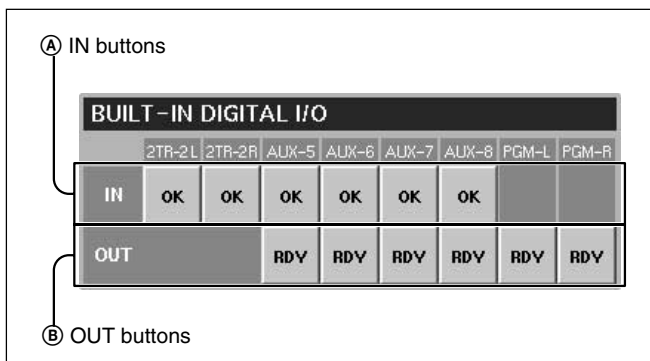 Ⓐ IN buttons
BUILT-IN DIGITAL I/O
2TR-2L 2TR-2R AUX-5 AUX-6 AUX-7 AUX-8 PGM-L PGM-R
IN OK OK OK OK OK OK
OUT RDY RDY RDY RDY RDY RDY
Ⓑ OUT buttons